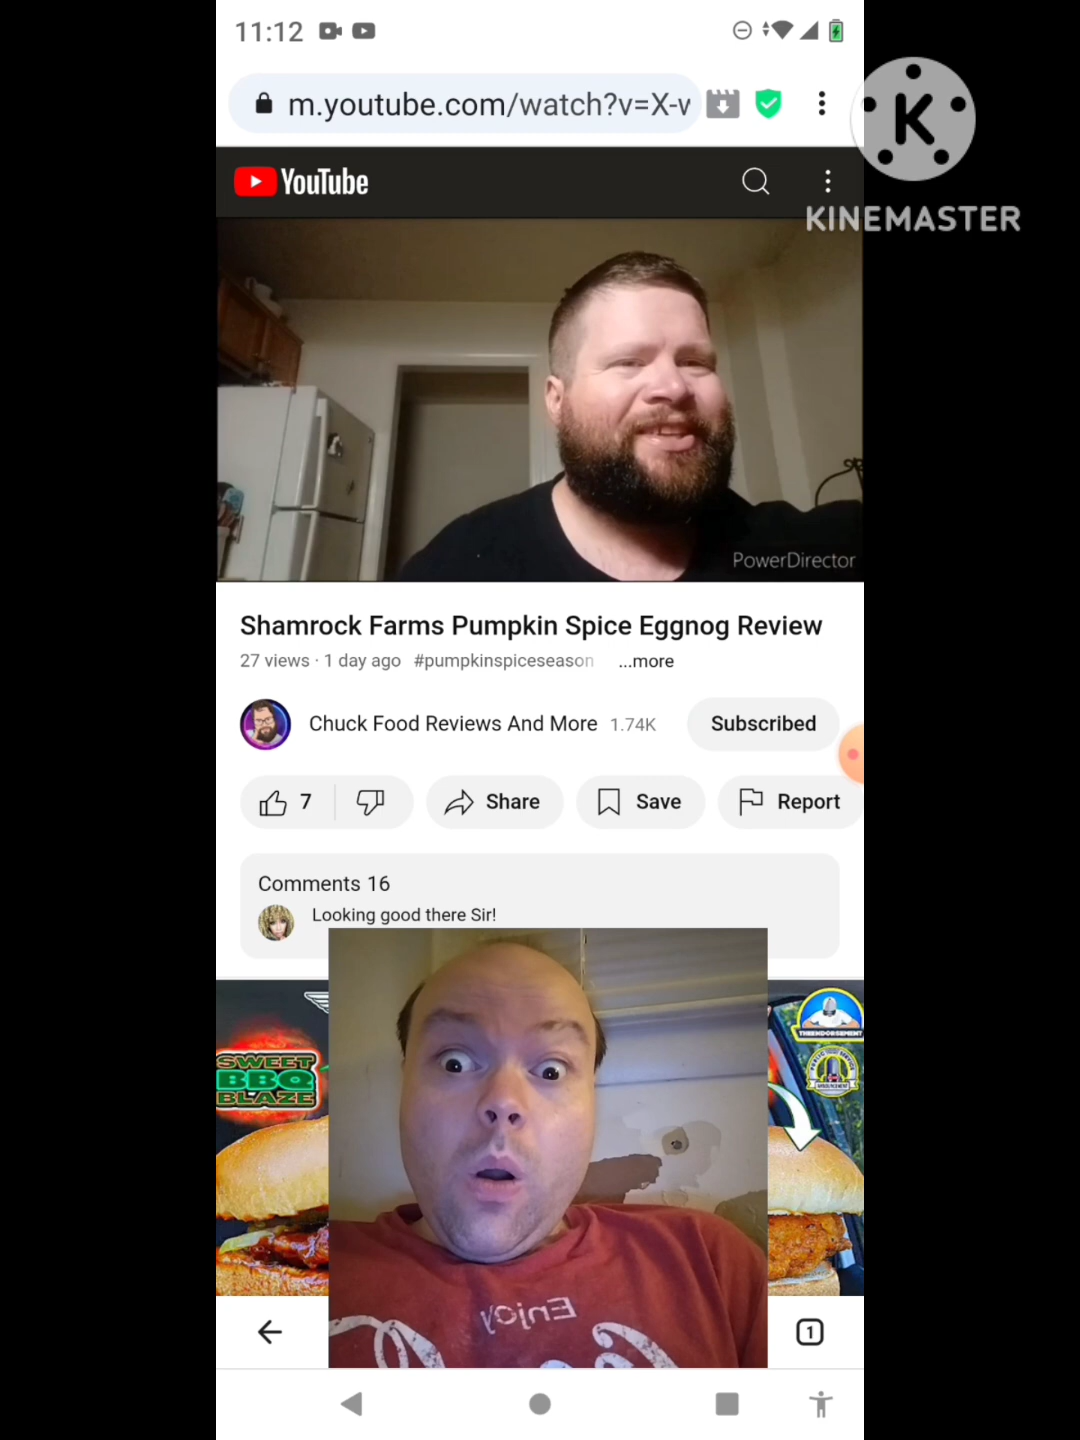 11:12
m.youtube.com/watch?v=X-v
K
KINEMASTER
YouTube
PowerDirector
Shamrock Farms Pumpkin Spice Eggnog Review
27 views · 1 day ago #pumpkinspiceseason ...more
Chuck Food Reviews And More 1.74K Subscribed
7 Share Save Report
Comments 16
Looking good there Sir!
SWEET
BBQ
BLAZE
THEENDORSEMENT
Enjoy
1